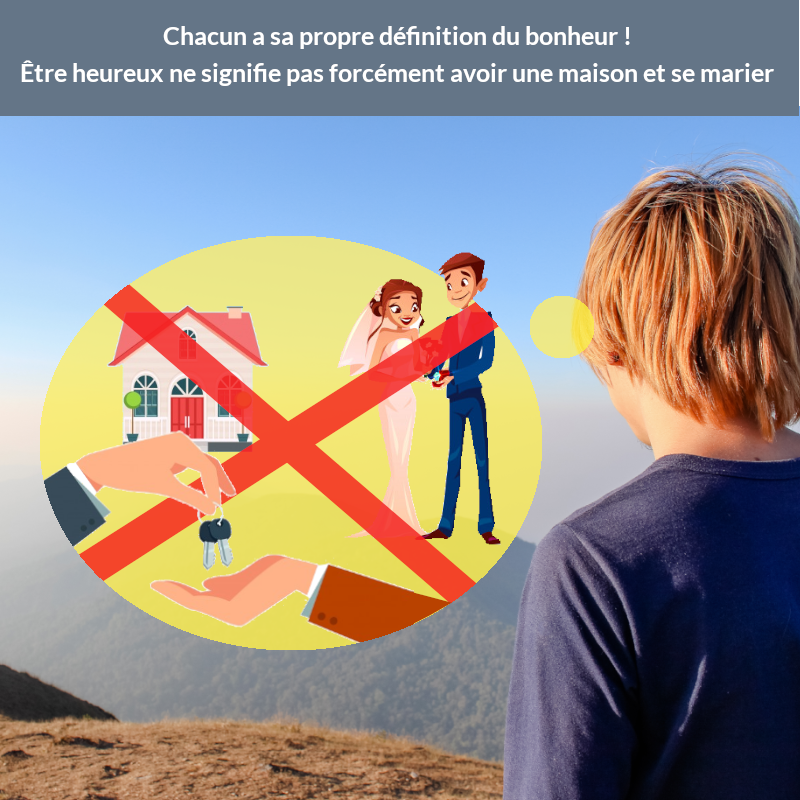 Chacun a sa propre définition du bonheur !
Être heureux ne signifie pas forcément avoir une maison et se marier